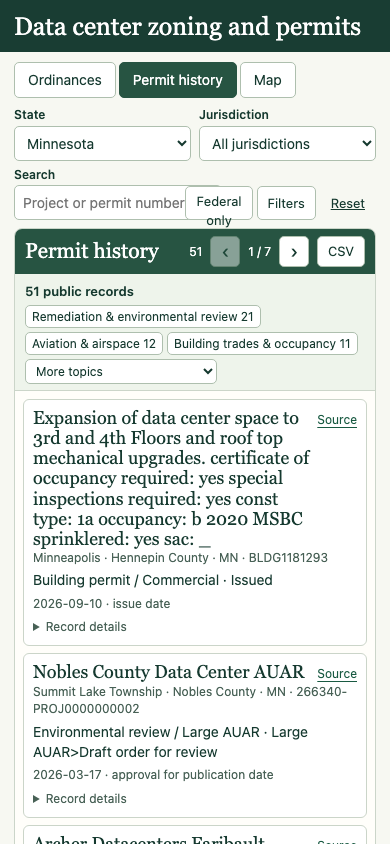 Data center zoning and permits
Ordinances
Permit history
Map
State
Jurisdiction
Minnesota
All jurisdictions
Search
Project or permit number
Federal
only
Filters
Reset
Permit history
51
‹
1 / 7
›
CSV
51 public records
Remediation & environmental review 21
Aviation & airspace 12
Building trades & occupancy 11
More topics
Expansion of data center space to
3rd and 4th Floors and roof top
mechanical upgrades. certificate of
occupancy required: yes special
inspections required: yes const
type: 1a occupancy: b 2020 MSBC
sprinklered: yes sac: _
Source
Minneapolis · Hennepin County · MN · BLDG1181293
Building permit / Commercial · Issued
2026-09-10 · issue date
▶ Record details
Nobles County Data Center AUAR
Source
Summit Lake Township · Nobles County · MN · 266340-
PROJ0000000002
Environmental review / Large AUAR · Large
AUAR>Draft order for review
2026-03-17 · approval for publication date
▶ Record details
Archer Datacenters Faribault
Source